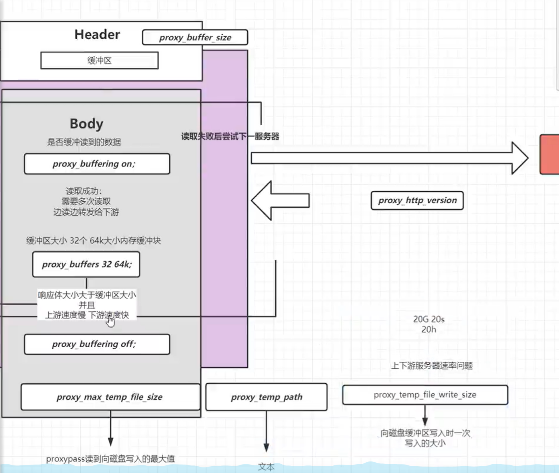 Header
proxy_buffer_size
缓冲区
Body
是否缓冲读到的数据
读取失败后尝试下一服务器
proxy_buffering on;
读取成功:
需要多次读取
边读边转发给下游
proxy_http_version
缓冲区大小 32个 64k大小内存缓冲块
proxy_buffers 32 64k;
响应体大小大于缓冲区大小
并且
上游速度慢 下游速度快
20G 20s
20h
proxy_buffering off;
上下游服务器速率问题
proxy_max_temp_file_size
proxy_temp_path
proxy_temp_file_write_size
向磁盘缓冲区写入时一次
写入的大小
proxypass读到向磁盘写入的最大值
文本